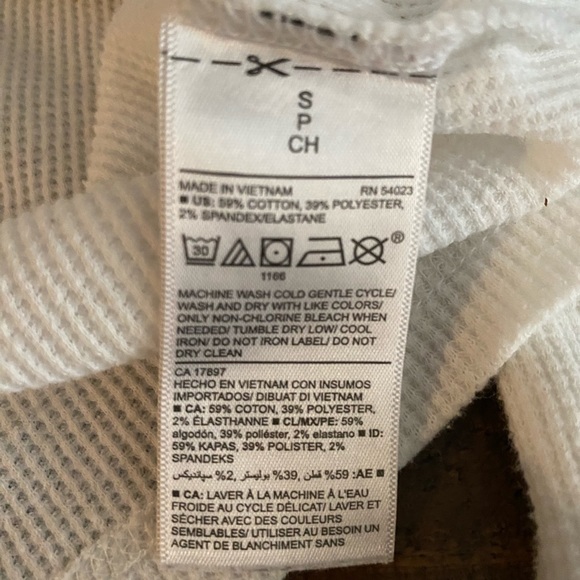 S
P
CH
MADE IN VIETNAM RN 54023
■ US: 59% COTTON, 39% POLYESTER,
2% SPANDEX/ELASTANE
30 ®
1166
MACHINE WASH COLD GENTLE CYCLE/
WASH AND DRY WITH LIKE COLORS/
ONLY NON-CHLORINE BLEACH WHEN
NEEDED/ TUMBLE DRY LOW/ COOL
IRON/ DO NOT IRON LABEL/ DO NOT
DRY CLEAN
CA 17897
HECHO EN VIETNAM CON INSUMOS
IMPORTADOS/ DIBUAT DI VIETNAM
■ CA: 59% COTON, 39% POLYESTER,
2% ÉLASTHANNE ■ CL/MX/PE: 59%
algodón, 39% poliéster, 2% elastano ■ ID:
59% KAPAS, 39% POLISTER, 2%
SPANDEKS
■ AE: 59% قطن, 39% بوليستر, 2% سپانديكس
■ CA: LAVER À LA MACHINE À L'EAU
FROIDE AU CYCLE DÉLICAT/ LAVER ET
SÉCHER AVEC DES COULEURS
SEMBLABLES/ UTILISER AU BESOIN UN
AGENT DE BLANCHIMENT SANS